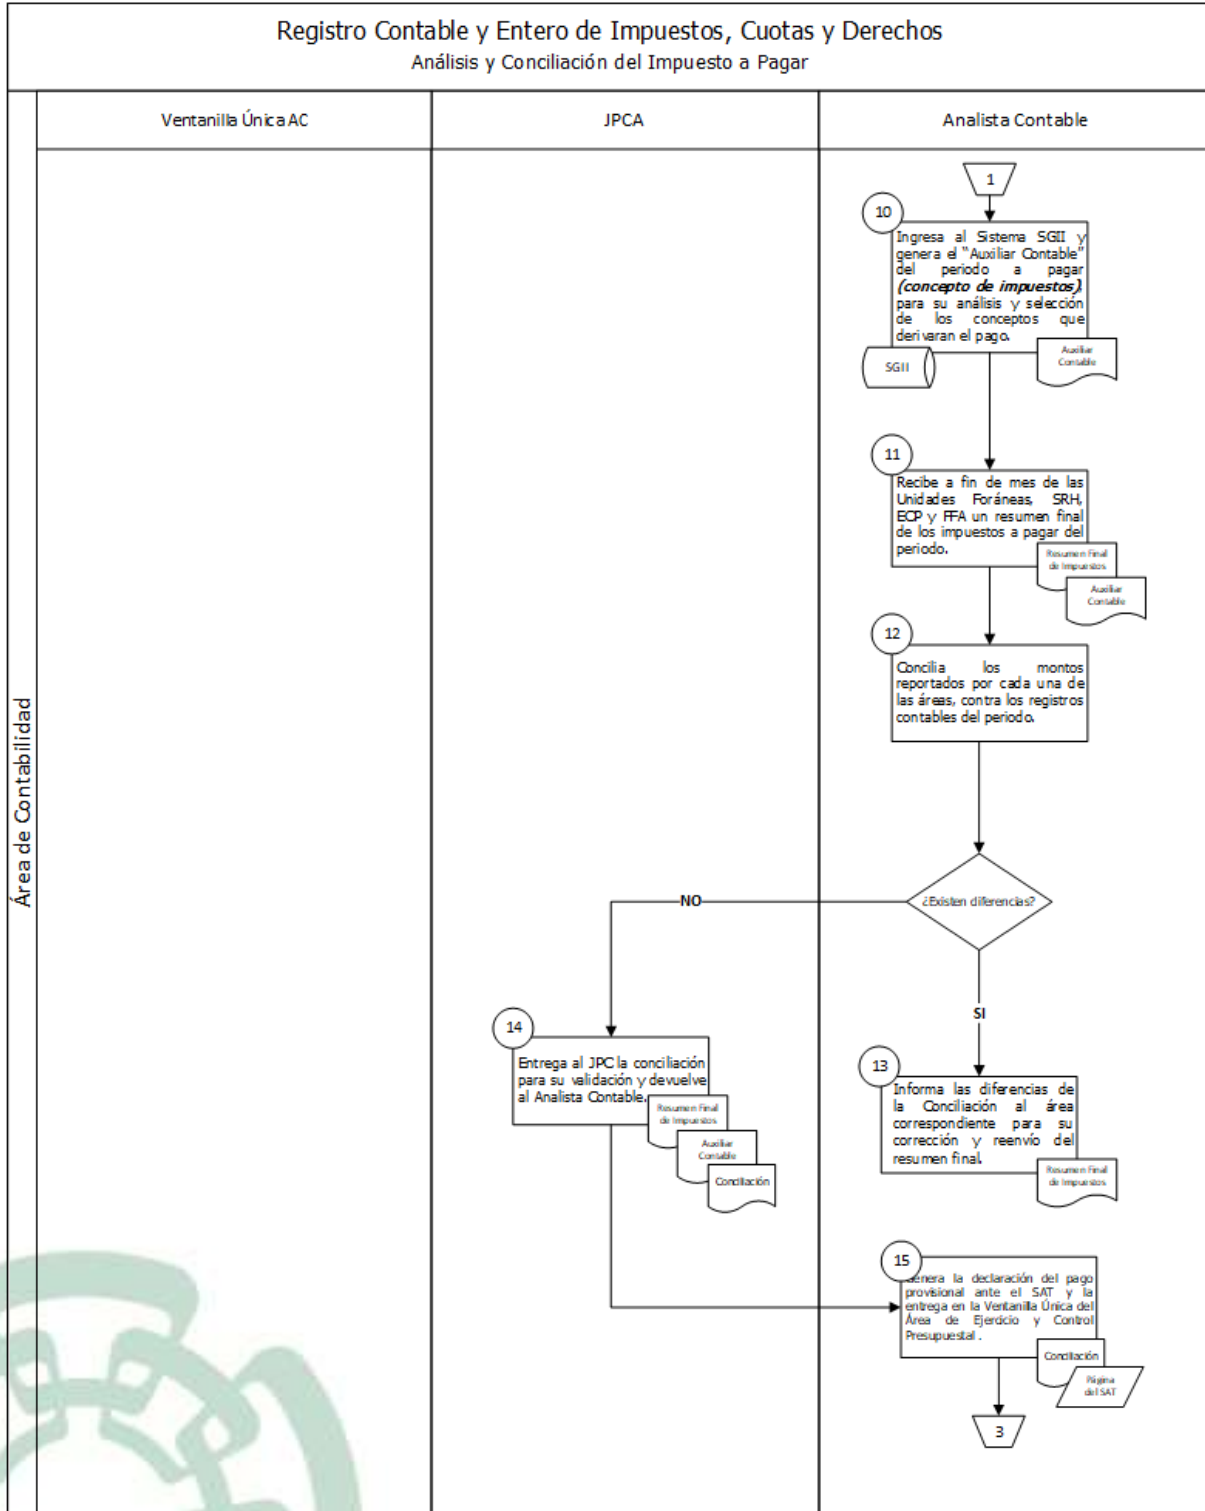 Registro Contable y Entero de Impuestos, Cuotas y Derechos
Análisis y Conciliación del Impuesto a Pagar
Área de Contabilidad
Ventanilla Única AC
JPCA
Analista Contable
1
10
Ingresa al Sistema SGII y
genera el "Auxiliar Contable"
del periodo a pagar
(concepto de impuestos),
para su análisis y selección
de los conceptos que
derivaran el pago.
SGII
Auxiliar
Contable
11
Recibe a fin de mes de las
Unidades Foráneas, SRH,
ECP y FFA un resumen final
de los impuestos a pagar del
periodo.
Resumen Final
de Impuestos
Auxiliar
Contable
12
Concilia los montos
reportados por cada una de
las áreas, contra los registros
contables del periodo.
¿Existen diferencias?
NO
SI
14
Entrega al JPC la conciliación
para su validación y devuelve
al Analista Contable.
Resumen Final
de Impuestos
Auxiliar
Contable
Conciliación
13
Informa las diferencias de
la Conciliación al área
correspondiente para su
corrección y reenvío del
resumen final.
Resumen Final
de Impuestos
15
Genera la declaración del pago
provisional ante el SAT y la
entrega en la Ventanilla Única del
Área de Ejercicio y Control
Presupuestal .
Conciliación
Página
del SAT
3